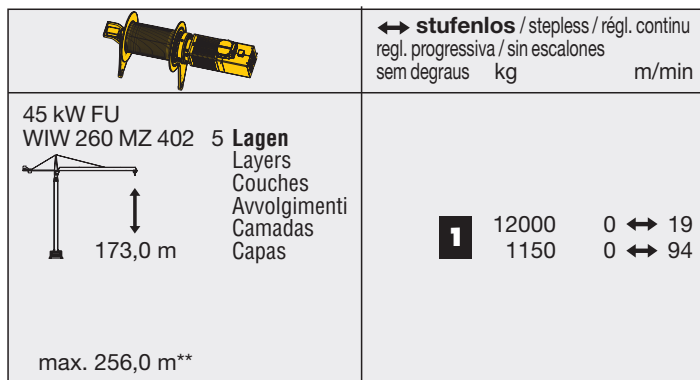 ↔ stufenlos / stepless / régl. continu
regl. progressiva / sin escalones
sem degraus kg m/min
45 kW FU
WIW 260 MZ 402 5 Lagen
Layers
Couches
Avvolgimenti
Camadas
173,0 m Capas
1 12000 0 ↔ 19
1150 0 ↔ 94
max. 256,0 m**